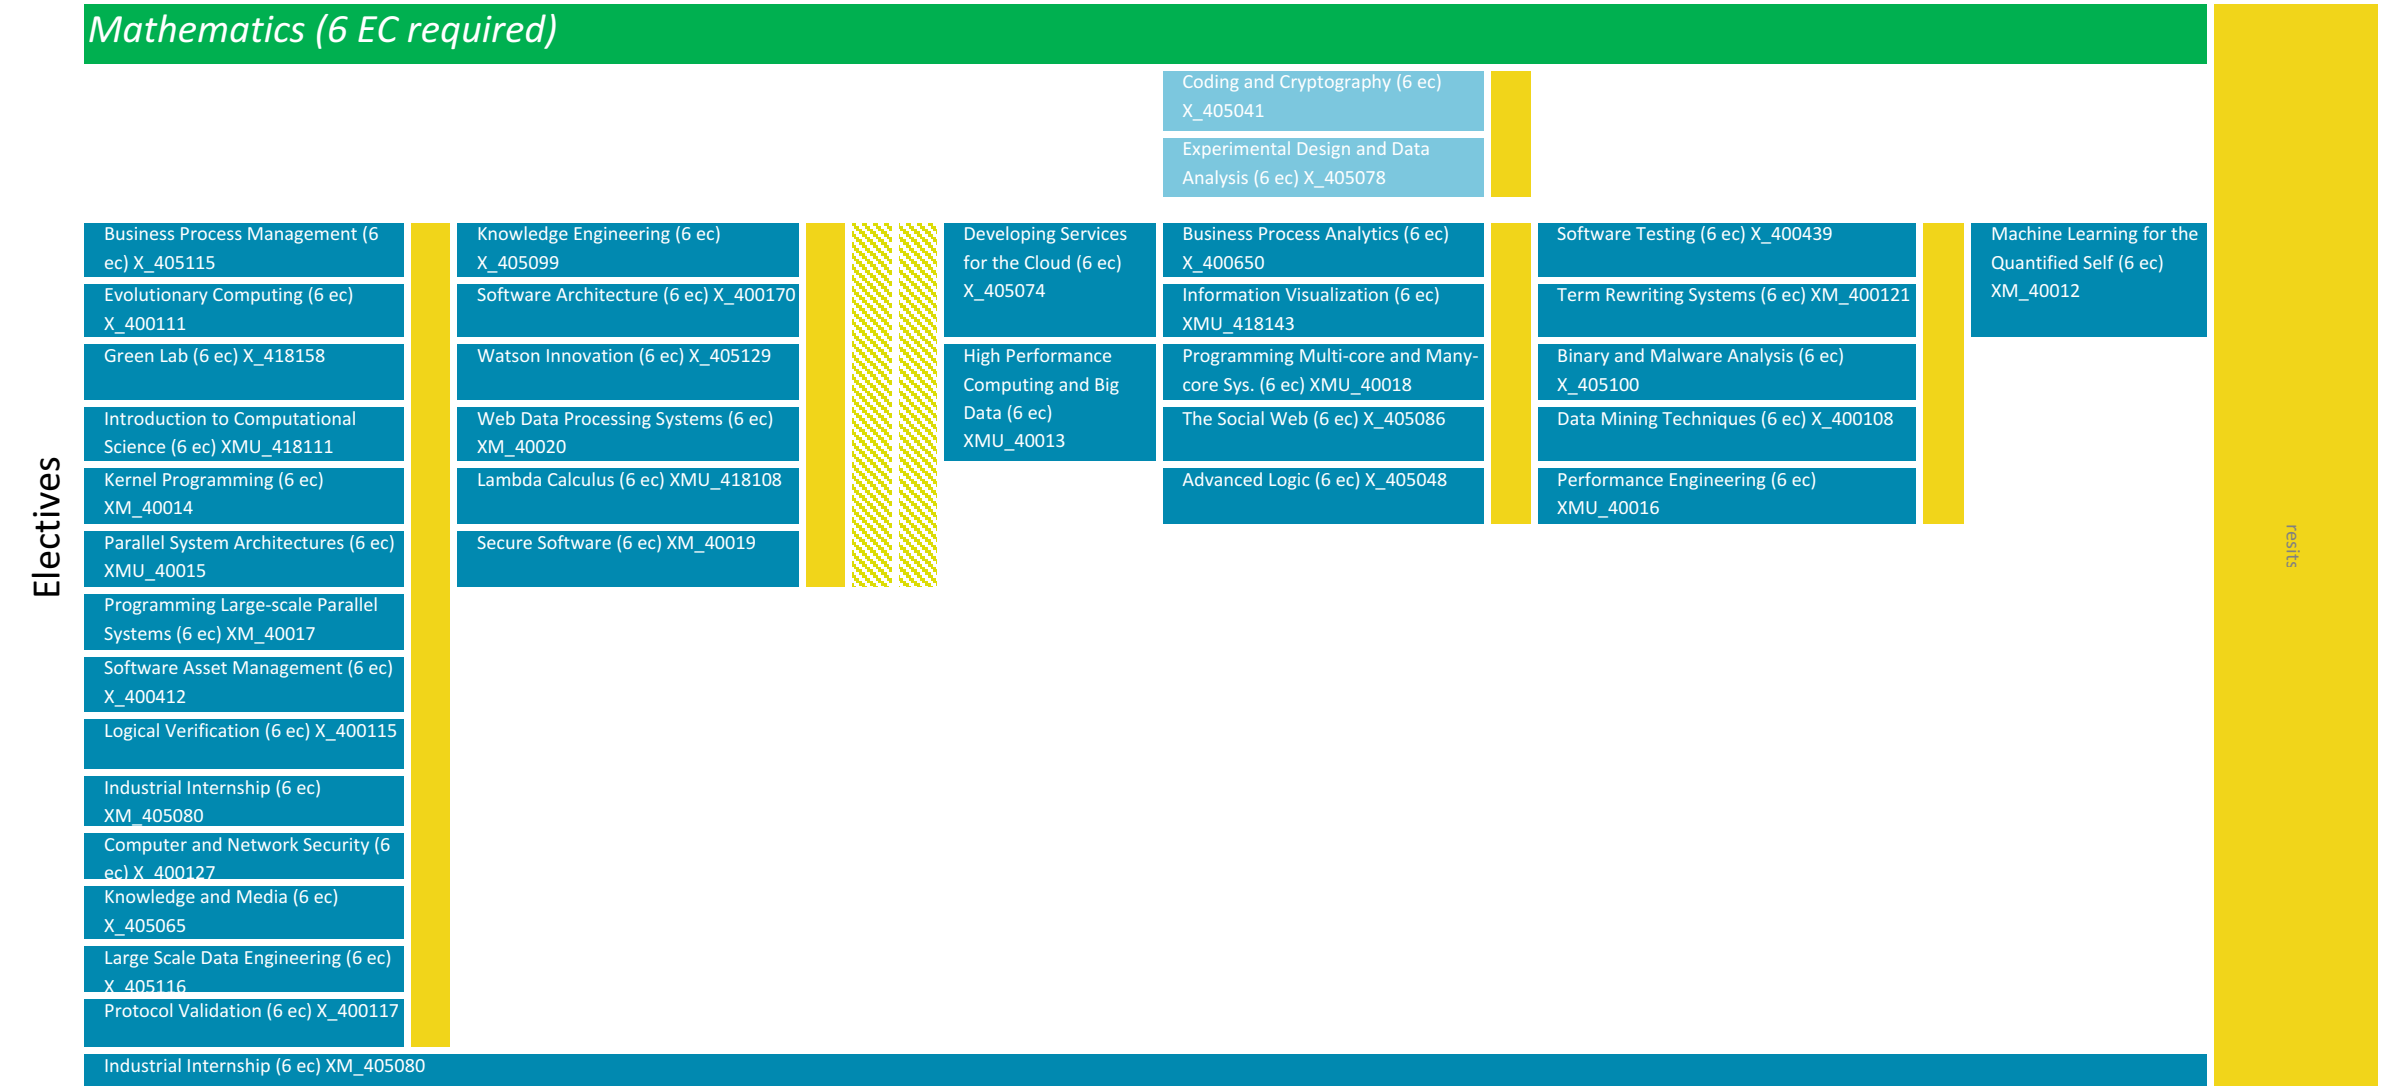 Mathematics (6 EC required)
Coding and Cryptography (6 ec)
X_405041
Experimental Design and Data
Analysis (6 ec) X_405078
Electives
Business Process Management (6
ec) X_405115
Evolutionary Computing (6 ec)
X_400111
Green Lab (6 ec) X_418158
Introduction to Computational
Science (6 ec) XMU_418111
Kernel Programming (6 ec)
XM_40014
Parallel System Architectures (6 ec)
XMU_40015
Programming Large-scale Parallel
Systems (6 ec) XM_40017
Software Asset Management (6 ec)
X_400412
Logical Verification (6 ec) X_400115
Industrial Internship (6 ec)
XM_405080
Computer and Network Security (6
ec) X_400127
Knowledge and Media (6 ec)
X_405065
Large Scale Data Engineering (6 ec)
X_405116
Protocol Validation (6 ec) X_400117
Knowledge Engineering (6 ec)
X_405099
Software Architecture (6 ec) X_400170
Watson Innovation (6 ec) X_405129
Web Data Processing Systems (6 ec)
XM_40020
Lambda Calculus (6 ec) XMU_418108
Secure Software (6 ec) XM_40019
Developing Services
for the Cloud (6 ec)
X_405074
High Performance
Computing and Big
Data (6 ec)
XMU_40013
Business Process Analytics (6 ec)
X_400650
Information Visualization (6 ec)
XMU_418143
Programming Multi-core and Many-
core Sys. (6 ec) XMU_40018
The Social Web (6 ec) X_405086
Advanced Logic (6 ec) X_405048
Software Testing (6 ec) X_400439
Term Rewriting Systems (6 ec) XM_400121
Binary and Malware Analysis (6 ec)
X_405100
Data Mining Techniques (6 ec) X_400108
Performance Engineering (6 ec)
XMU_40016
Machine Learning for the
Quantified Self (6 ec)
XM_40012
resits
Industrial Internship (6 ec) XM_405080